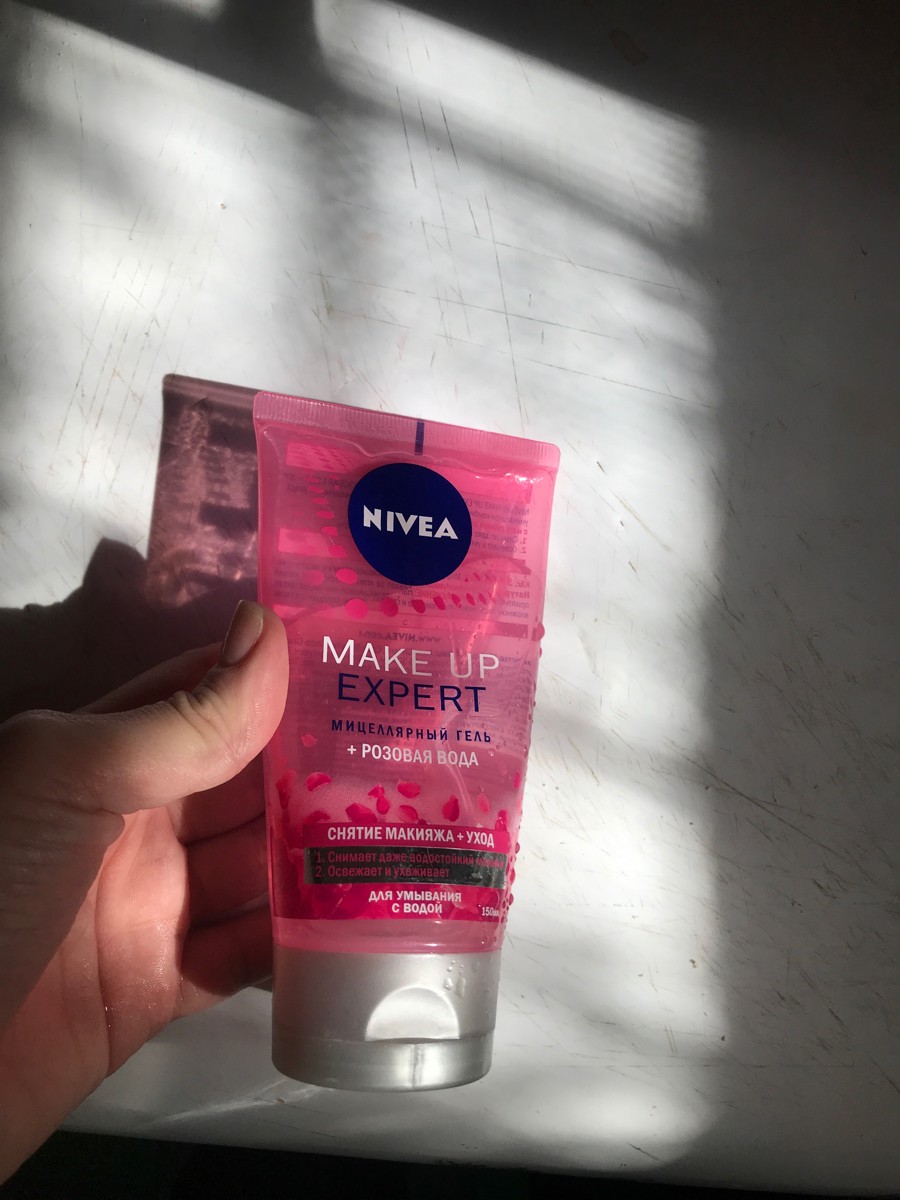 NIVEA
MAKE UP
EXPERT
МИЦЕЛЛЯРНЫЙ ГЕЛЬ
+ РОЗОВАЯ ВОДА
СНЯТИЕ МАКИЯЖА + УХОД
1. Снимает даже водостойкий
2. Освежает и ухаживает
ДЛЯ УМЫВАНИЯ
С ВОДОЙ
150мл